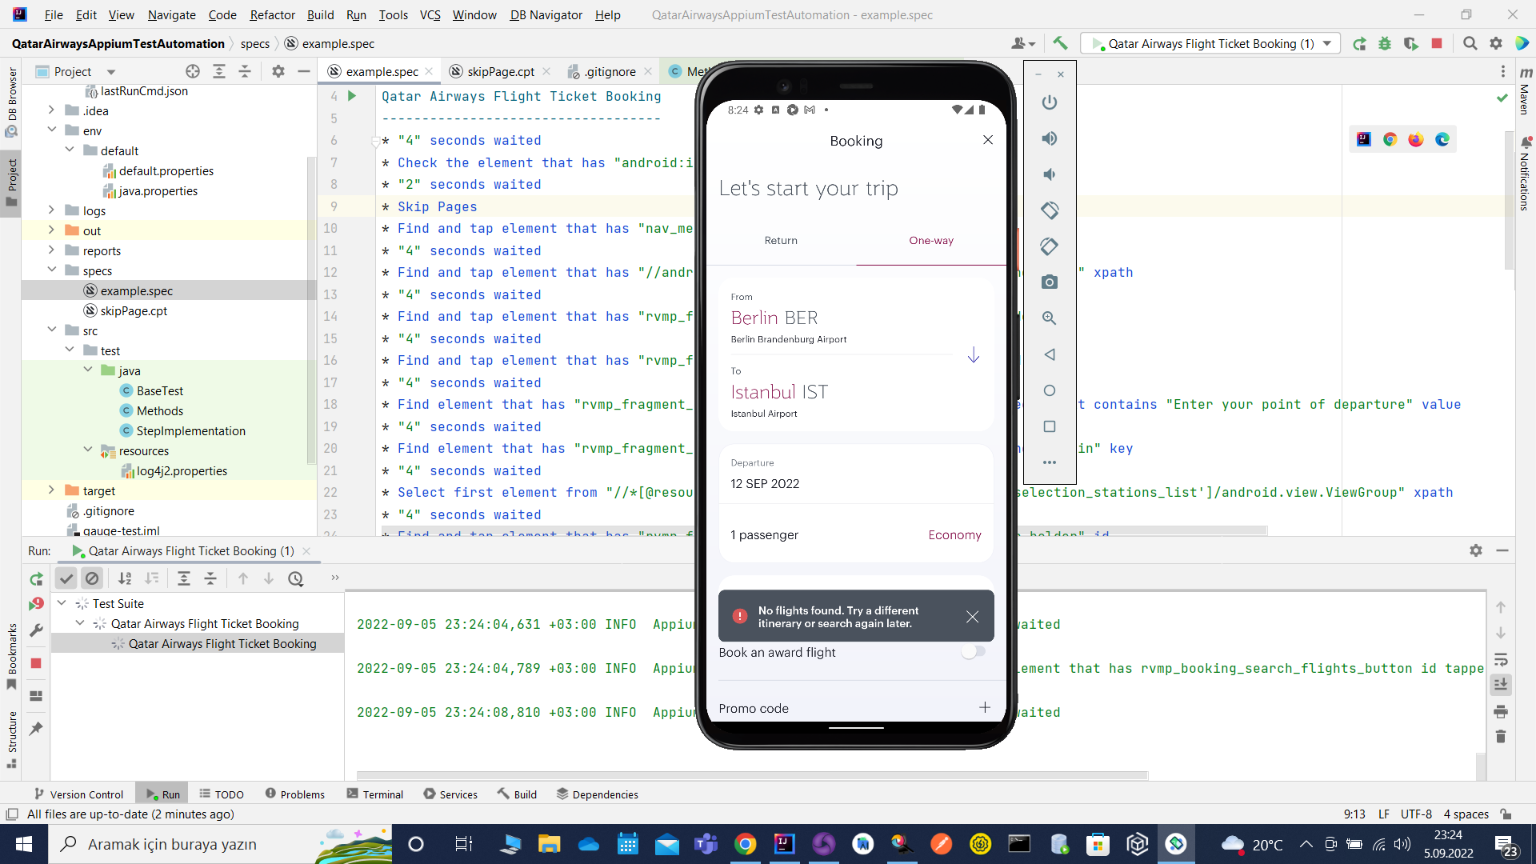 File Edit View Navigate Code Refactor Build Run Tools VCS Window DB Navigator Help QatarAirwaysAppiumTestAutomation - example.spec
QatarAirwaysAppiumTestAutomation specs example.spec
Qatar Airways Flight Ticket Booking (1)
Project
example.spec
skipPage.cpt
.gitignore
DB Browser
Project
Bookmarks
Structure
m
Maven
Notifications
lastRunCmd.json
.idea
env
default
default.properties
java.properties
logs
out
reports
specs
example.spec
skipPage.cpt
src
test
java
BaseTest
Methods
StepImplementation
resources
log4j2.properties
target
.gitignore
gauge-test.iml
4 Qatar Airways Flight Ticket Booking
5 ----------------------------------
6 * "4" seconds waited
7 * Check the element that has "android:i
8 * "2" seconds waited
9 * Skip Pages
10 * Find and tap element that has "nav_me
11 * "4" seconds waited
12 * Find and tap element that has "//andr " xpath
13 * "4" seconds waited
14 * Find and tap element that has "rvmp_f
15 * "4" seconds waited
16 * Find and tap element that has "rvmp_f
17 * "4" seconds waited
18 * Find element that has "rvmp_fragment_ t contains "Enter your point of departure" value
19 * "4" seconds waited
20 * Find element that has "rvmp_fragment_ in" key
21 * "4" seconds waited
22 * Select first element from "//*[@resou selection_stations_list']/android.view.ViewGroup" xpath
23 * "4" seconds waited
8:24
Booking
Let's start your trip
Return One-way
From
Berlin BER
Berlin Brandenburg Airport
To
Istanbul IST
Istanbul Airport
Departure
12 SEP 2022
1 passenger Economy
No flights found. Try a different
itinerary or search again later.
Book an award flight
Promo code
Run: Qatar Airways Flight Ticket Booking (1)
Test Suite
Qatar Airways Flight Ticket Booking
Qatar Airways Flight Ticket Booking
2022-09-05 23:24:04,631 +03:00 INFO Appium waited
2022-09-05 23:24:04,789 +03:00 INFO Appium lement that has rvmp_booking_search_flights_button id tappe
2022-09-05 23:24:08,810 +03:00 INFO Appium waited
Version Control Run TODO Problems Terminal Services Build Dependencies
All files are up-to-date (2 minutes ago)
9:13 LF UTF-8 4 spaces
Aramak için buraya yazın
20°C
23:24
5.09.2022
23